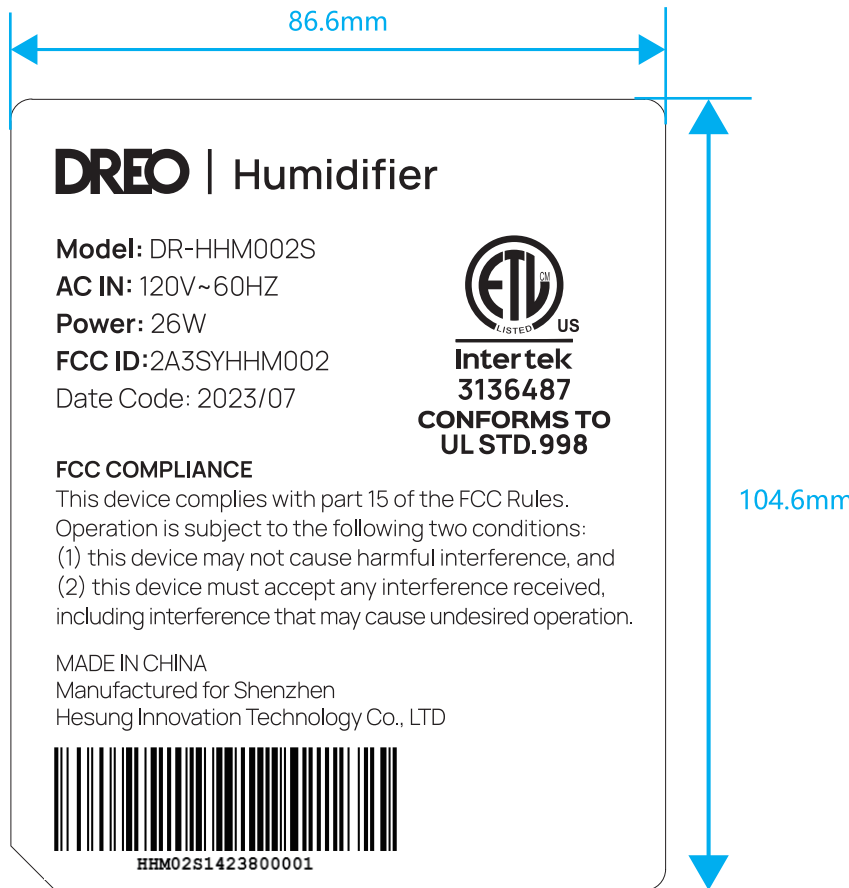 86.6mm
DREO | Humidifier
Model: DR-HHM002S
AC IN: 120V~60HZ
Power: 26W
FCC ID:2A3SYHHM002
Date Code: 2023/07
ETL CM
LISTED US
Intertek
3136487
CONFORMS TO
UL STD.998
FCC COMPLIANCE
This device complies with part 15 of the FCC Rules.
Operation is subject to the following two conditions:
(1) this device may not cause harmful interference, and
(2) this device must accept any interference received,
including interference that may cause undesired operation.
104.6mm
MADE IN CHINA
Manufactured for Shenzhen
Hesung Innovation Technology Co., LTD
HHM02S1423800001